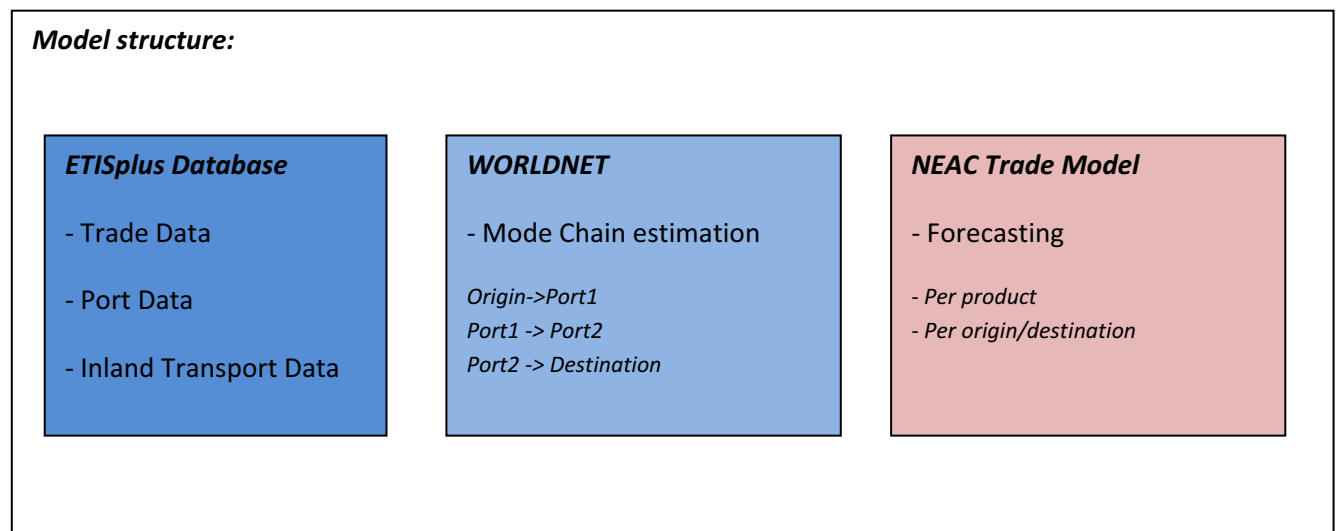 Model structure:
ETISplus Database
- Trade Data
- Port Data
- Inland Transport Data
WORLDNET
- Mode Chain estimation
Origin->Port1
Port1 -> Port2
Port2 -> Destination
NEAC Trade Model
- Forecasting
- Per product
- Per origin/destination